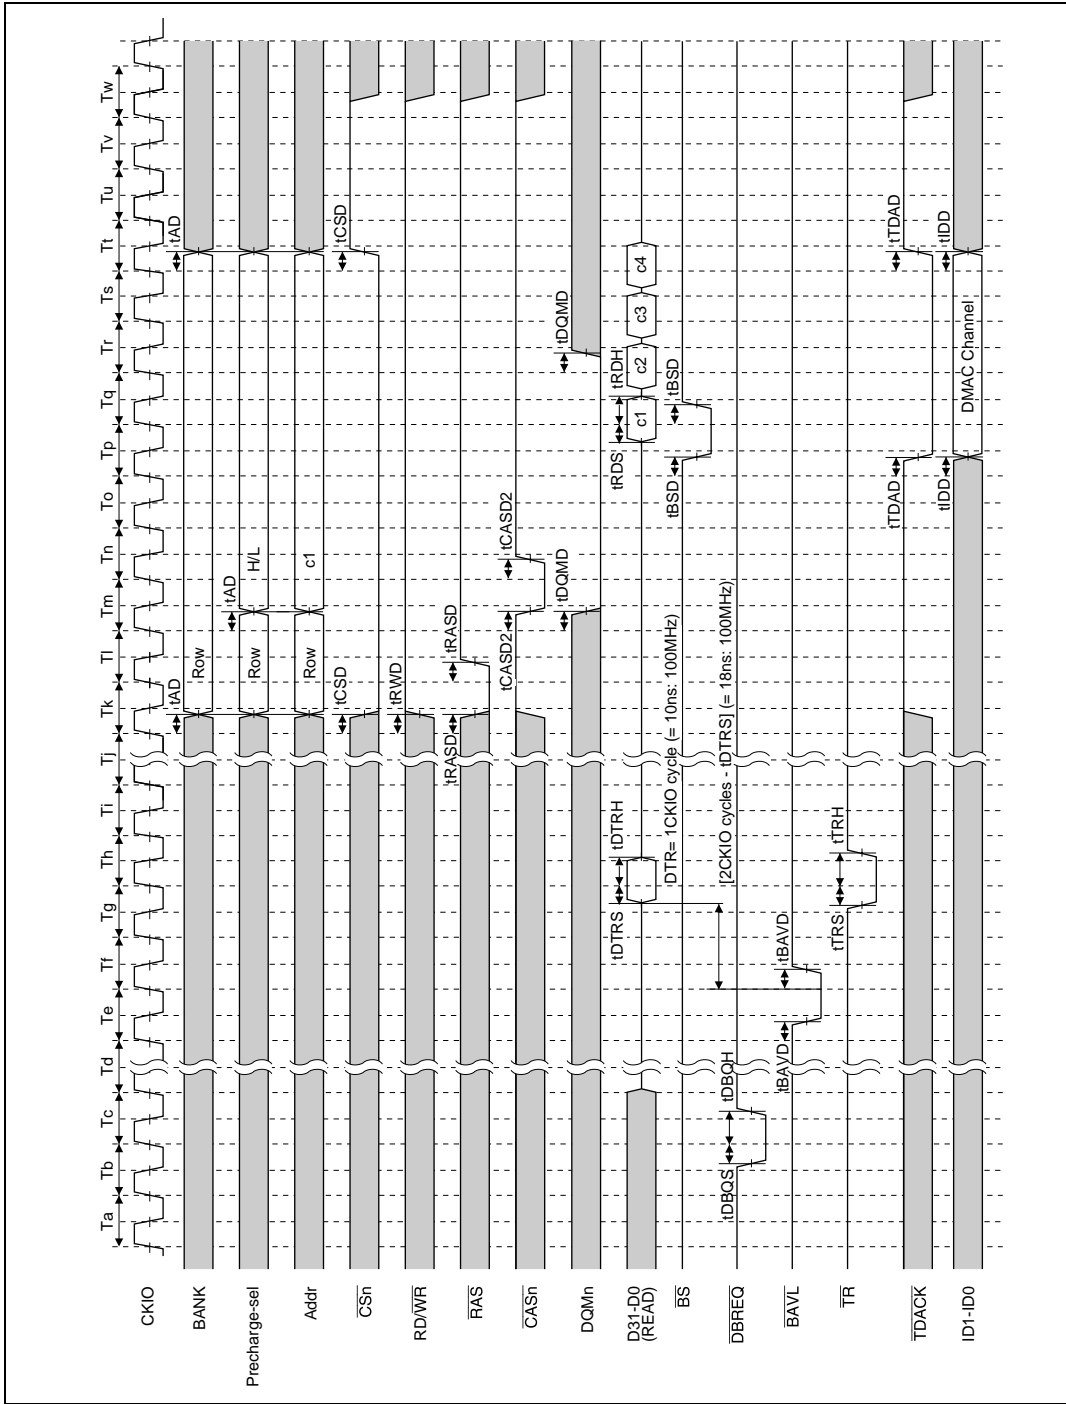 Ta Tb Tc Td Te Tf Tg Th Ti Tj Tk Tl Tm Tn To Tp Tq Tr Ts Tt Tu Tv Tw
CKIO
tAD tAD
BANK Row
tAD
Precharge-sel Row H/L
Addr Row c1
tCSD tCSD
CSn
tRWD
RD/WR
tRASD tRASD
RAS
tCASD2 tCASD2
CASn
tDQMD tDQMD
DQMn
tDTRS tDTRH tRDS tRDH
D31-D0
(READ)
c1 c2 c3 c4
DTR= 1CKIO cycle (= 10ns: 100MHz)
tBSD tBSD
BS
[2CKIO cycles - tDTRS] (= 18ns: 100MHz)
tDBQS tDBQH
DBREQ
tBAVD tBAVD
BAVL
tTRS tTRH
TR
tTDAD tTDAD
TDACK
tIDD tIDD
ID1-ID0 DMAC Channel